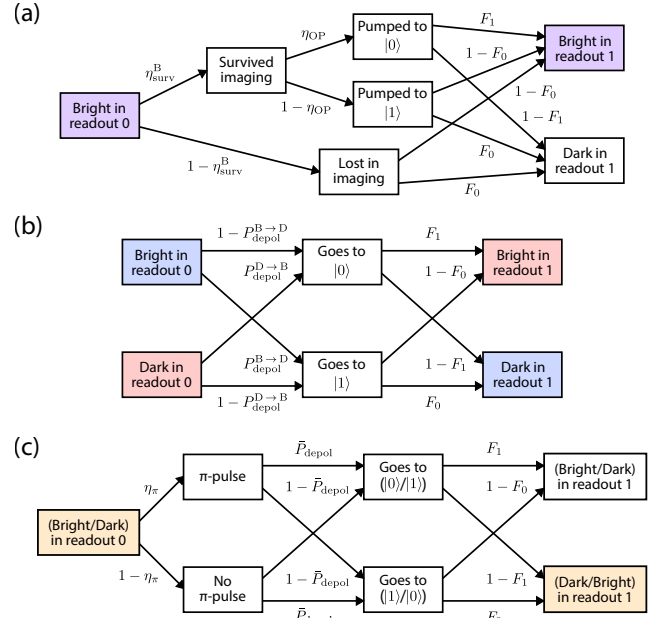 (a)
Bright in
readout 0
η_surv^B
1 − η_surv^B
Survived
imaging
η_OP
1 − η_OP
Pumped to
|0⟩
Pumped to
|1⟩
Lost in
imaging
F_1
1 − F_0
1 − F_0
1 − F_1
F_0
F_0
Bright in
readout 1
Dark in
readout 1
(b)
Bright in
readout 0
Dark in
readout 0
1 − P_depol^B→D
P_depol^D→B
P_depol^B→D
1 − P_depol^D→B
Goes to
|0⟩
Goes to
|1⟩
F_1
1 − F_0
1 − F_1
F_0
Bright in
readout 1
Dark in
readout 1
(c)
(Bright/Dark)
in readout 0
η_π
1 − η_π
π-pulse
No
π-pulse
P̄_depol
1 − P̄_depol
1 − P̄_depol
Goes to
(|0⟩/|1⟩)
Goes to
(|1⟩/|0⟩)
F_1
1 − F_0
1 − F_1
(Bright/Dark)
in readout 1
(Dark/Bright)
in readout 1